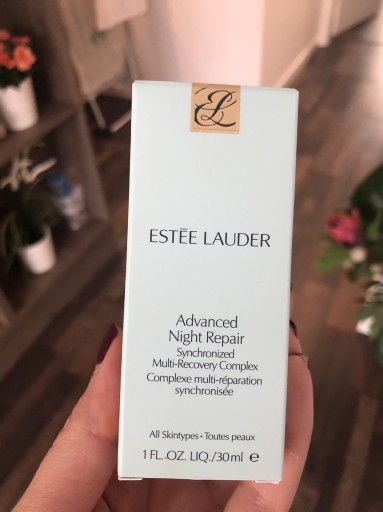 EL
ESTĒE LAUDER
Advanced
Night Repair
Synchronized
Multi-Recovery Complex
Complexe multi-réparation
synchronisée
All Skintypes • Toutes peaux
1 FL.OZ. LIQ./30 ml e